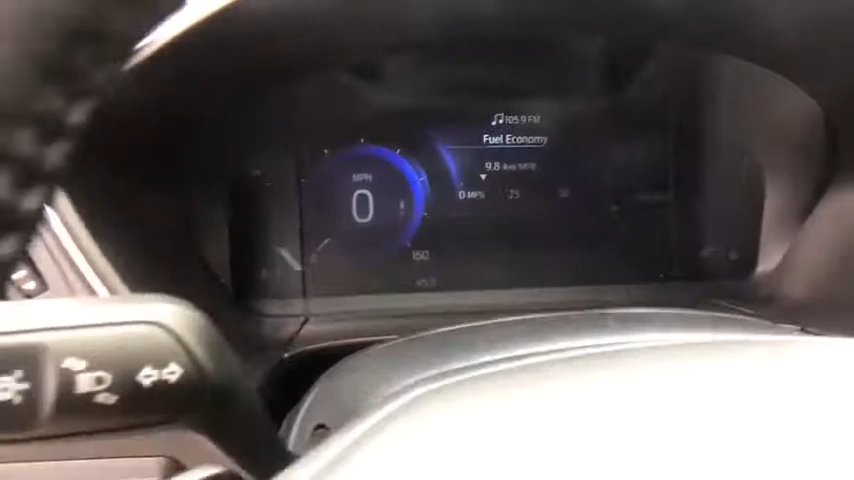 105.9 FM
Fuel Economy
9.8 Avg MPG
MPH
0
0 MPG
25
50
160